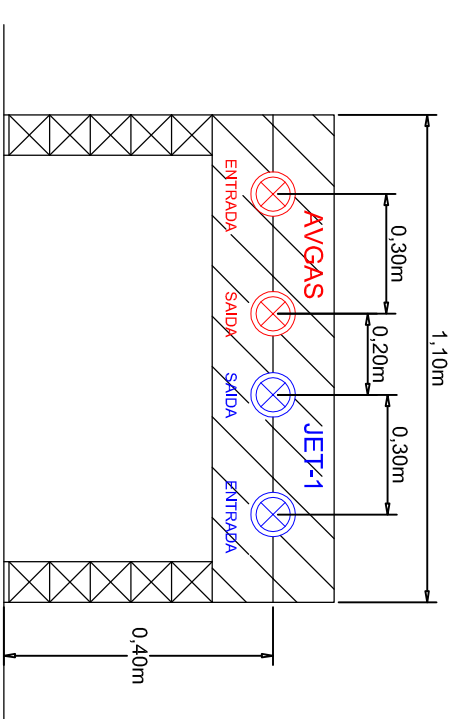 1,10m
0,30m
0,20m
0,30m
AVGAS
JET-1
ENTRADA
SAIDA
SAIDA
ENTRADA
0,40m